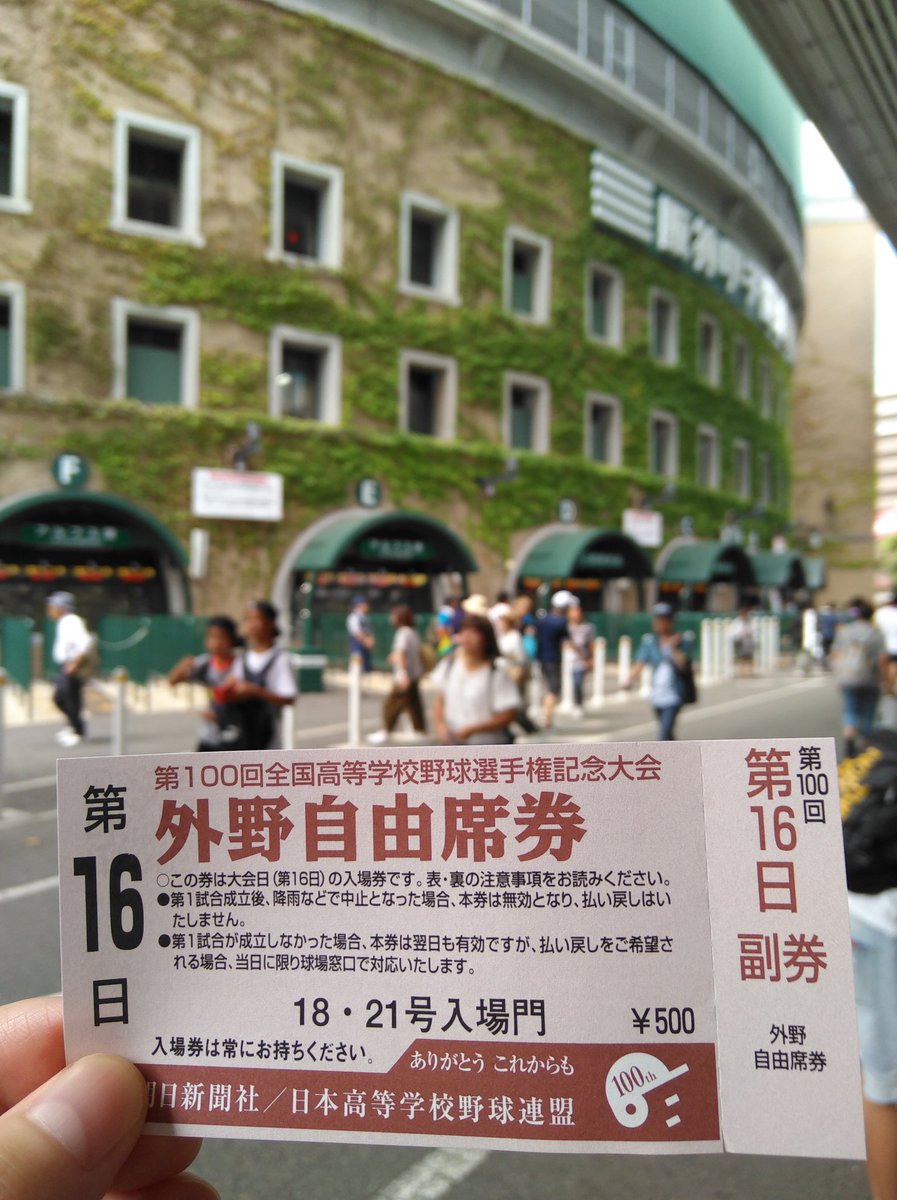 F
E
第100回全国高等学校野球選手権記念大会
外野自由席券
第
16
日
○この券は大会日(第16日)の入場券です。表・裏の注意事項をお読みください。
●第1試合成立後、降雨などで中止となった場合、本券は無効となり、払い戻しはい
たしません。
●第1試合が成立しなかった場合、本券は翌日も有効ですが、払い戻しをご希望さ
れる場合、当日に限り球場窓口で対応いたします。
18・21号入場門
¥500
入場券は常にお持ちください。
ありがとう これからも
朝日新聞社/日本高等学校野球連盟
100th
第100回
第16日
副券
外野
自由席券